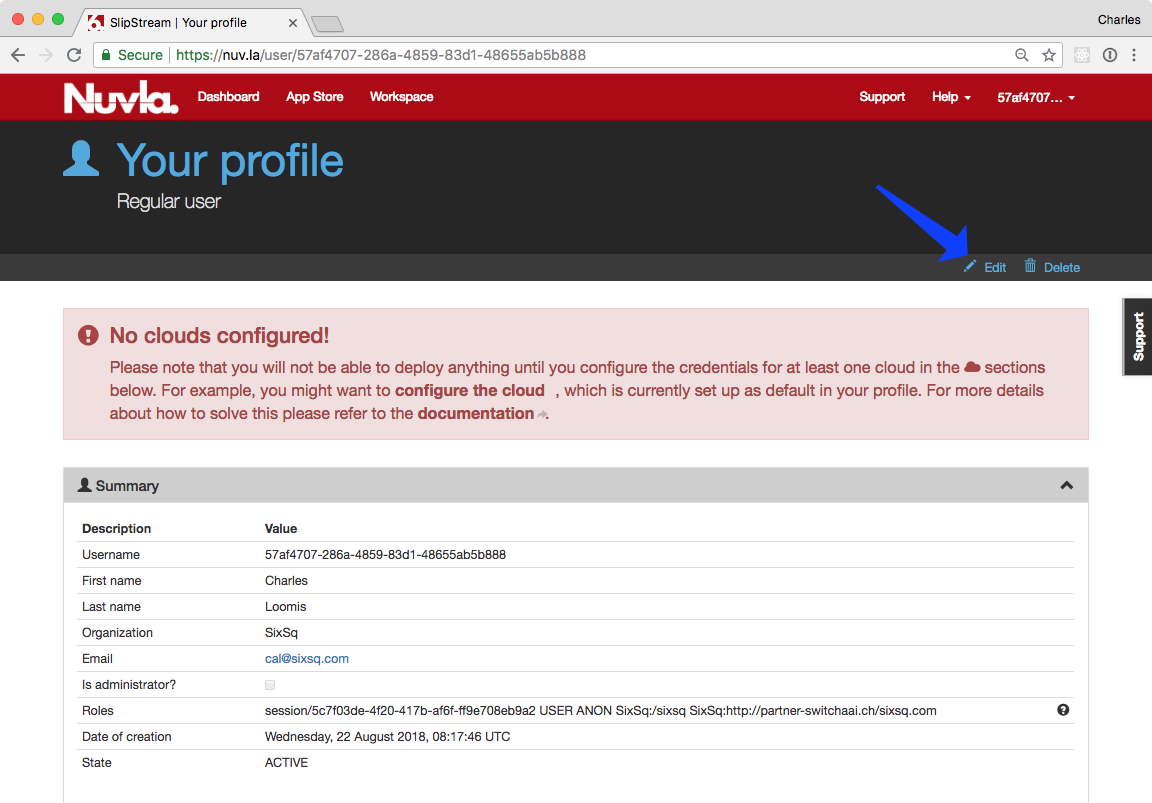 SlipStream | Your profile
Charles
Secure https://nuv.la/user/57af4707-286a-4859-83d1-48655ab5b888
Nuvla. Dashboard App Store Workspace Support Help 57af4707...
Your profile
Regular user
Edit Delete
Support
No clouds configured!
Please note that you will not be able to deploy anything until you configure the credentials for at least one cloud in the sections
below. For example, you might want to configure the cloud , which is currently set up as default in your profile. For more details
about how to solve this please refer to the documentation .
Summary
Description Value
Username 57af4707-286a-4859-83d1-48655ab5b888
First name Charles
Last name Loomis
Organization SixSq
Email cal@sixsq.com
Is administrator?
Roles session/5c7f03de-4f20-417b-af6f-ff9e708eb9a2 USER ANON SixSq:/sixsq SixSq:http://partner-switchaai.ch/sixsq.com
Date of creation Wednesday, 22 August 2018, 08:17:46 UTC
State ACTIVE